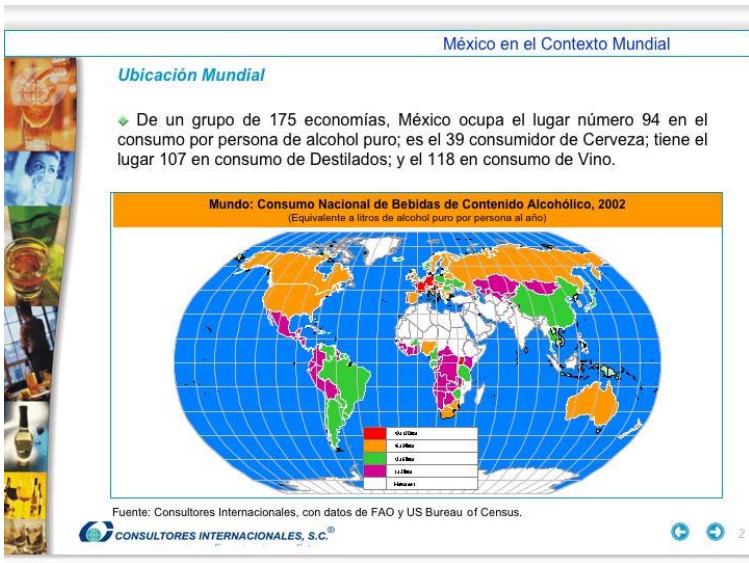 México en el Contexto Mundial
Ubicación Mundial
De un grupo de 175 economías, México ocupa el lugar número 94 en el
consumo por persona de alcohol puro; es el 39 consumidor de Cerveza; tiene el
lugar 107 en consumo de Destilados; y el 118 en consumo de Vino.
Mundo: Consumo Nacional de Bebidas de Contenido Alcohólico, 2002
(Equivalente a litros de alcohol puro por persona al año)
Fuente: Consultores Internacionales, con datos de FAO y US Bureau of Census.
CONSULTORES INTERNACIONALES, S.C.®
2